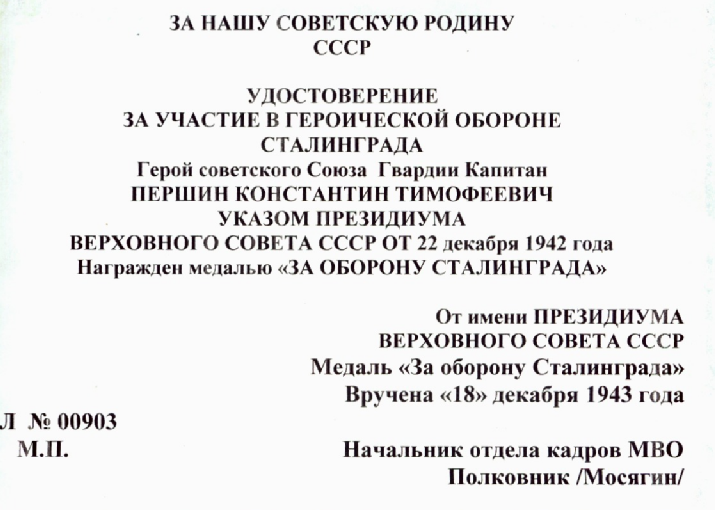 ЗА НАШУ СОВЕТСКУЮ РОДИНУ
СССР
УДОСТОВЕРЕНИЕ
ЗА УЧАСТИЕ В ГЕРОИЧЕСКОЙ ОБОРОНЕ
СТАЛИНГРАДА
Герой советского Союза Гвардии Капитан
ПЕРШИН КОНСТАНТИН ТИМОФЕЕВИЧ
УКАЗОМ ПРЕЗИДИУМА
ВЕРХОВНОГО СОВЕТА СССР ОТ 22 декабря 1942 года
Награжден медалью «ЗА ОБОРОНУ СТАЛИНГРАДА»
От имени ПРЕЗИДИУМА
ВЕРХОВНОГО СОВЕТА СССР
Медаль «За оборону Сталинграда»
Вручена «18» декабря 1943 года
Л № 00903
М.П.
Начальник отдела кадров МВО
Полковник /Мосягин/